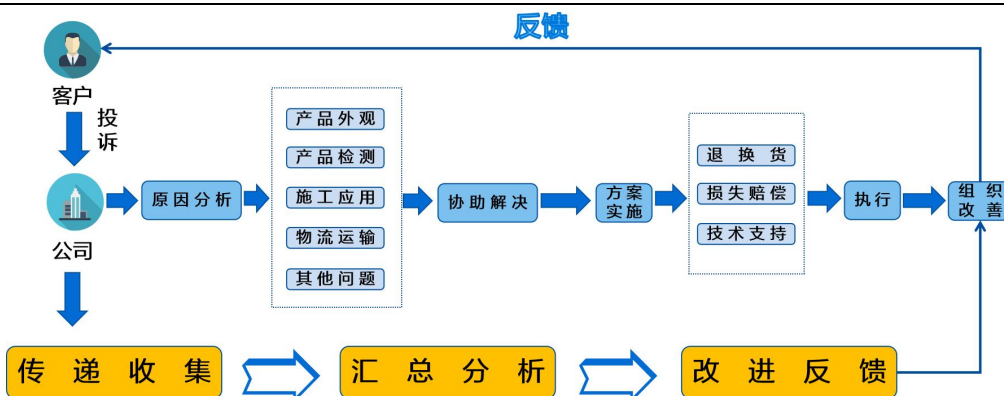 反馈
客户
投
诉
公司
原因分析
产品外观
产品检测
施工应用
物流运输
其他问题
协助解决
方案
实施
退换货
损失赔偿
技术支持
执行
组织
改善
传递收集
汇总分析
改进反馈